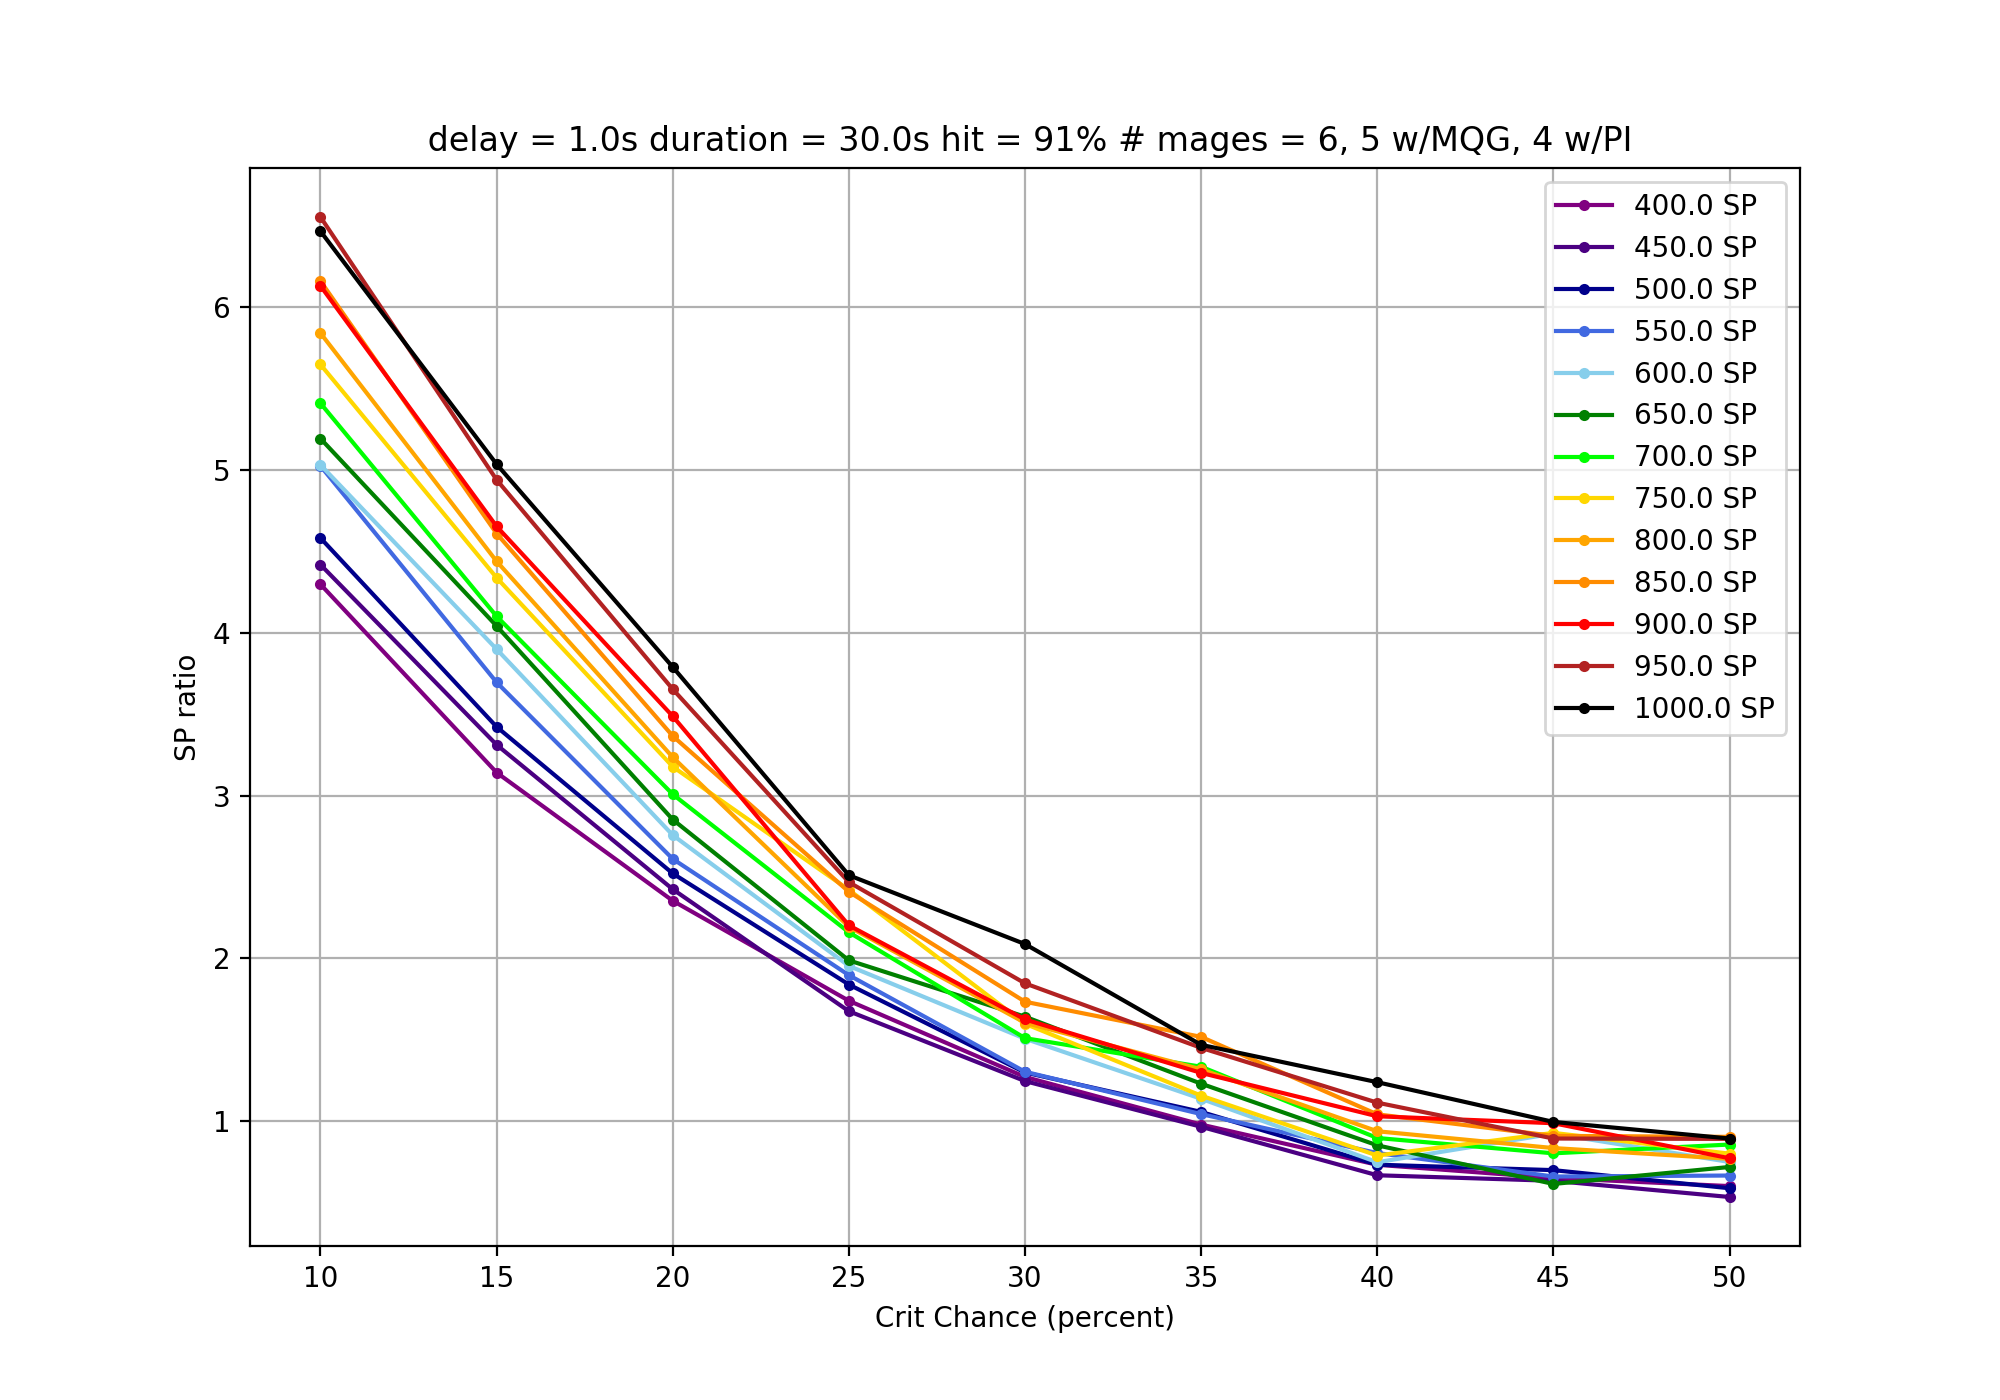 delay = 1.0s duration = 30.0s hit = 91% # mages = 6, 5 w/MQG, 4 w/PI
400.0 SP
450.0 SP
500.0 SP
550.0 SP
600.0 SP
650.0 SP
700.0 SP
750.0 SP
800.0 SP
850.0 SP
900.0 SP
950.0 SP
1000.0 SP
SP ratio
6
5
4
3
2
1
10 15 20 25 30 35 40 45 50
Crit Chance (percent)